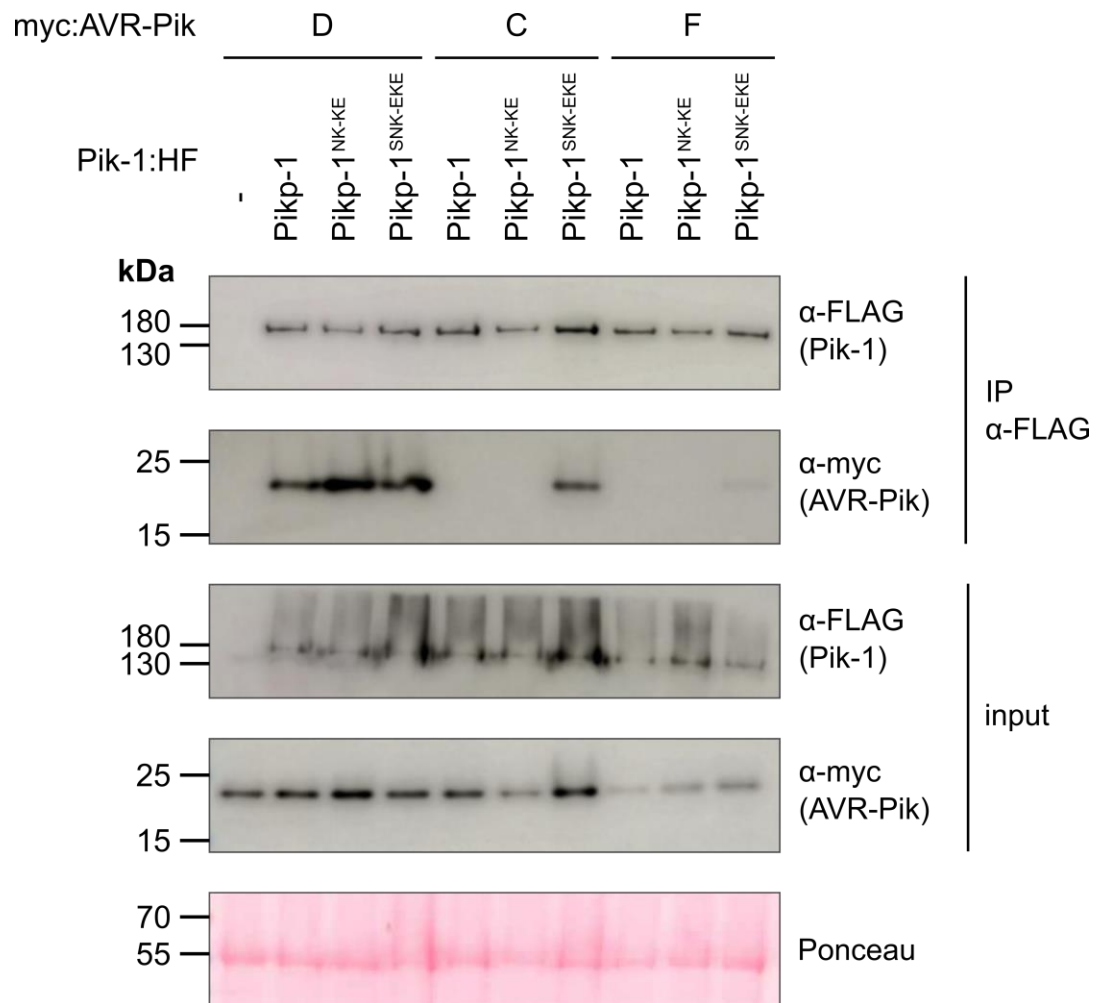 myc:AVR-Pik D C F
Pik-1:HF - Pikp-1 Pikp-1NK-KE Pikp-1SNK-EKE Pikp-1 Pikp-1NK-KE Pikp-1SNK-EKE Pikp-1 Pikp-1NK-KE Pikp-1SNK-EKE
kDa
180
130
α-FLAG
(Pik-1)
25
15
α-myc
(AVR-Pik)
IP
α-FLAG
180
130
α-FLAG
(Pik-1)
25
15
α-myc
(AVR-Pik)
input
70
55
Ponceau